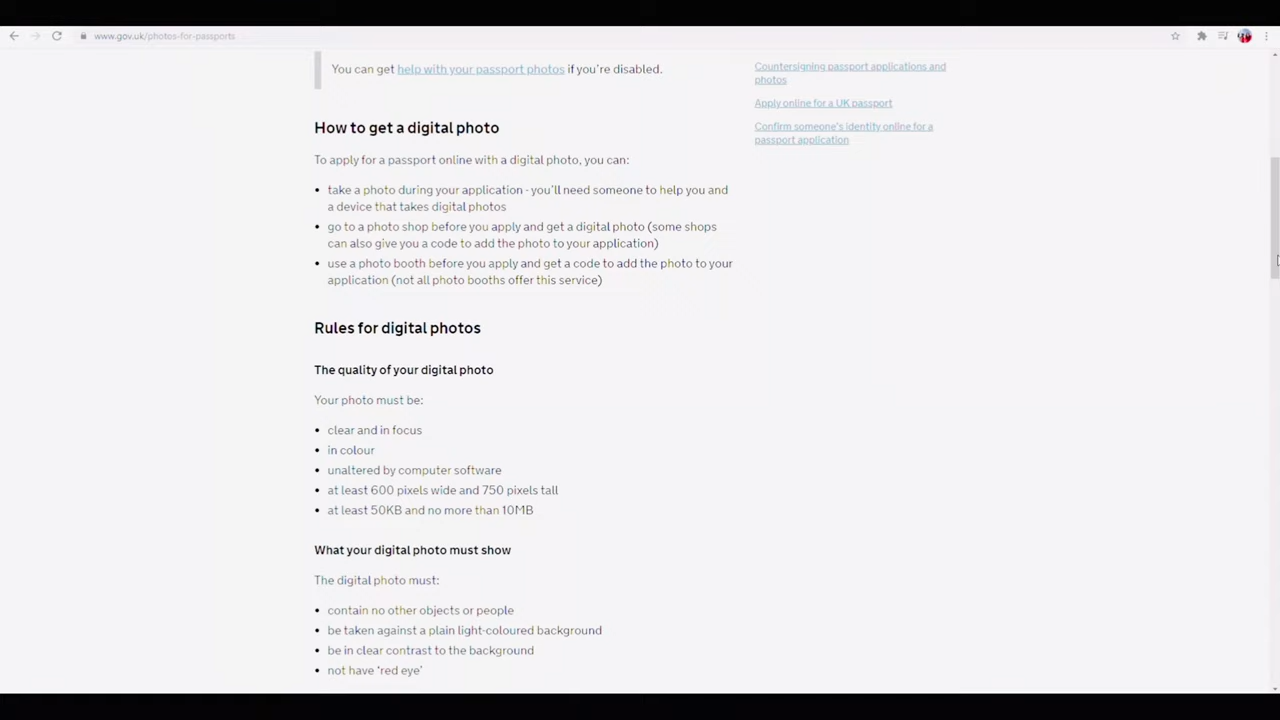 www.gov.uk/photos-for-passports
You can get help with your passport photos if you're disabled.
How to get a digital photo
To apply for a passport online with a digital photo, you can:
• take a photo during your application - you'll need someone to help you and
a device that takes digital photos
• go to a photo shop before you apply and get a digital photo (some shops
can also give you a code to add the photo to your application)
• use a photo booth before you apply and get a code to add the photo to your
application (not all photo booths offer this service)
Rules for digital photos
The quality of your digital photo
Your photo must be:
• clear and in focus
• in colour
• unaltered by computer software
• at least 600 pixels wide and 750 pixels tall
• at least 50KB and no more than 10MB
What your digital photo must show
The digital photo must:
• contain no other objects or people
• be taken against a plain light-coloured background
• be in clear contrast to the background
• not have 'red eye'
Countersigning passport applications and
photos
Apply online for a UK passport
Confirm someone's identity online for a
passport application